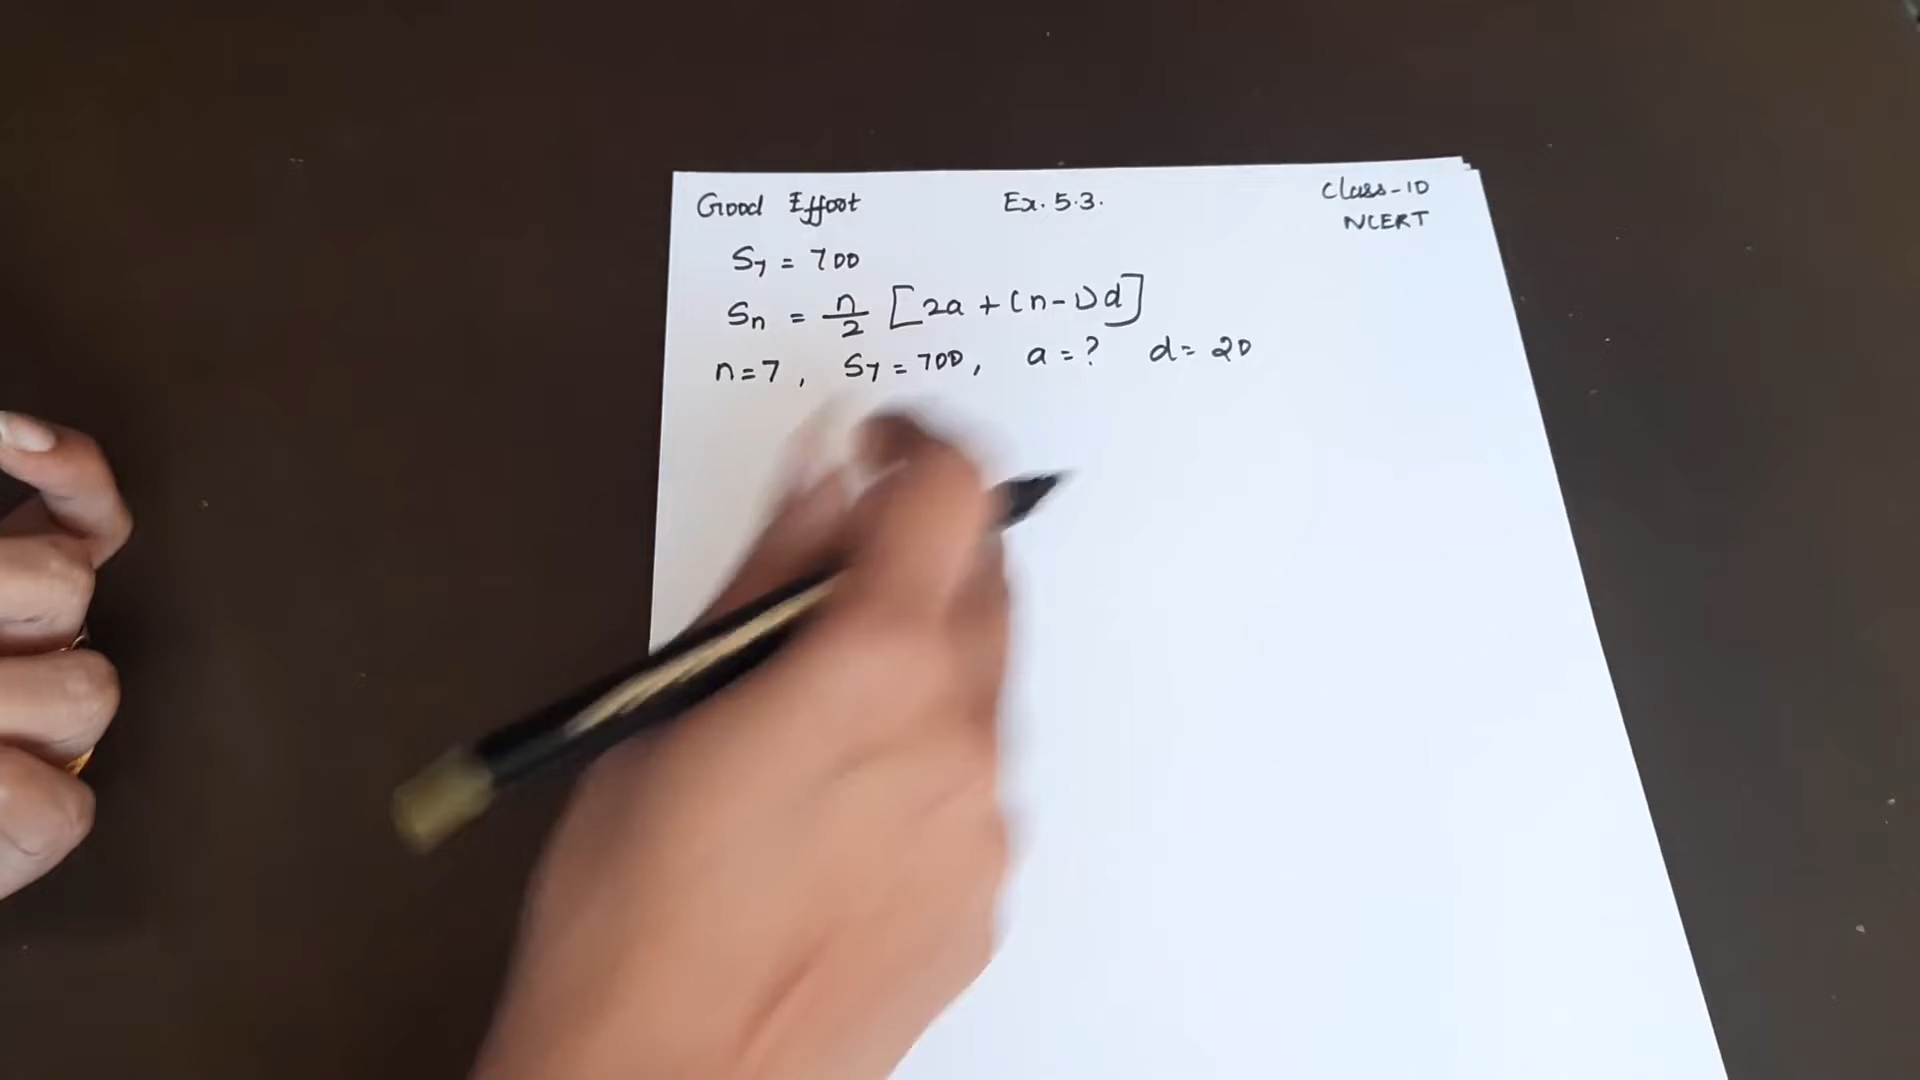 Good Effort Ex. 5.3. Class-10
NCERT
S7 = 700
Sn = n/2 [2a + (n-1)d]
n=7, S7 = 700, a = ? d = 20